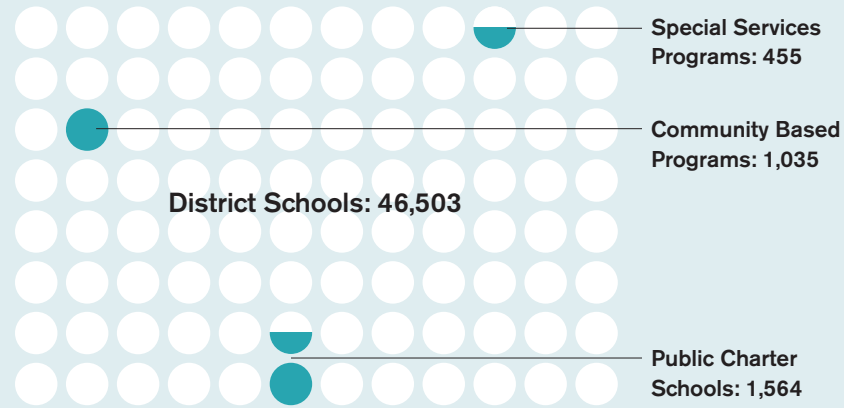 Special Services
Programs: 455
Community Based
Programs: 1,035
District Schools: 46,503
Public Charter
Schools: 1,564